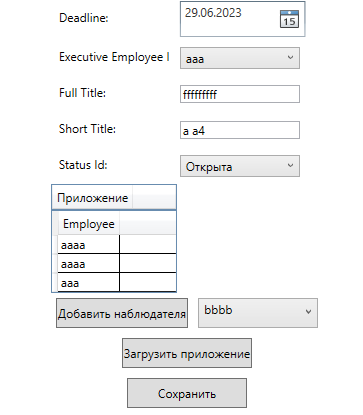 Deadline: 29.06.2023 15
Executive Employee I aaa
Full Title: fffffffff
Short Title: a a4
Status Id: Открыта
Приложение
Employee
aaaa
aaaa
aaa
Добавить наблюдателя bbbb
Загрузить приложение
Сохранить